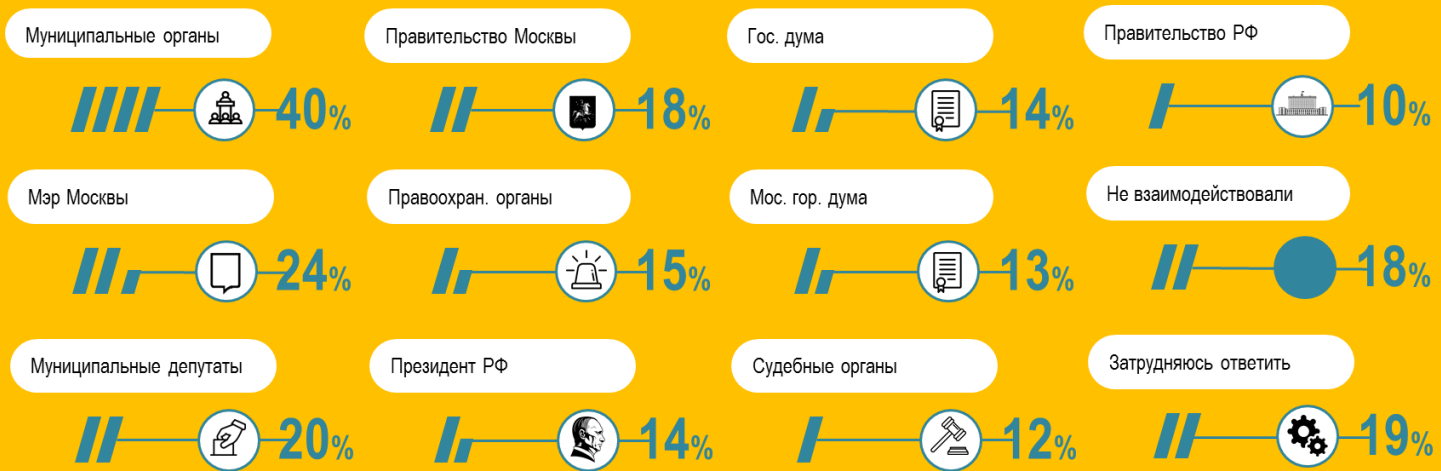 Муниципальные органы
Правительство Москвы
Гос. дума
Правительство РФ
40%
18%
14%
10%
Мэр Москвы
Правоохран. органы
Мос. гор. дума
Не взаимодействовали
24%
15%
13%
18%
Муниципальные депутаты
Президент РФ
Судебные органы
Затрудняюсь ответить
20%
14%
12%
19%